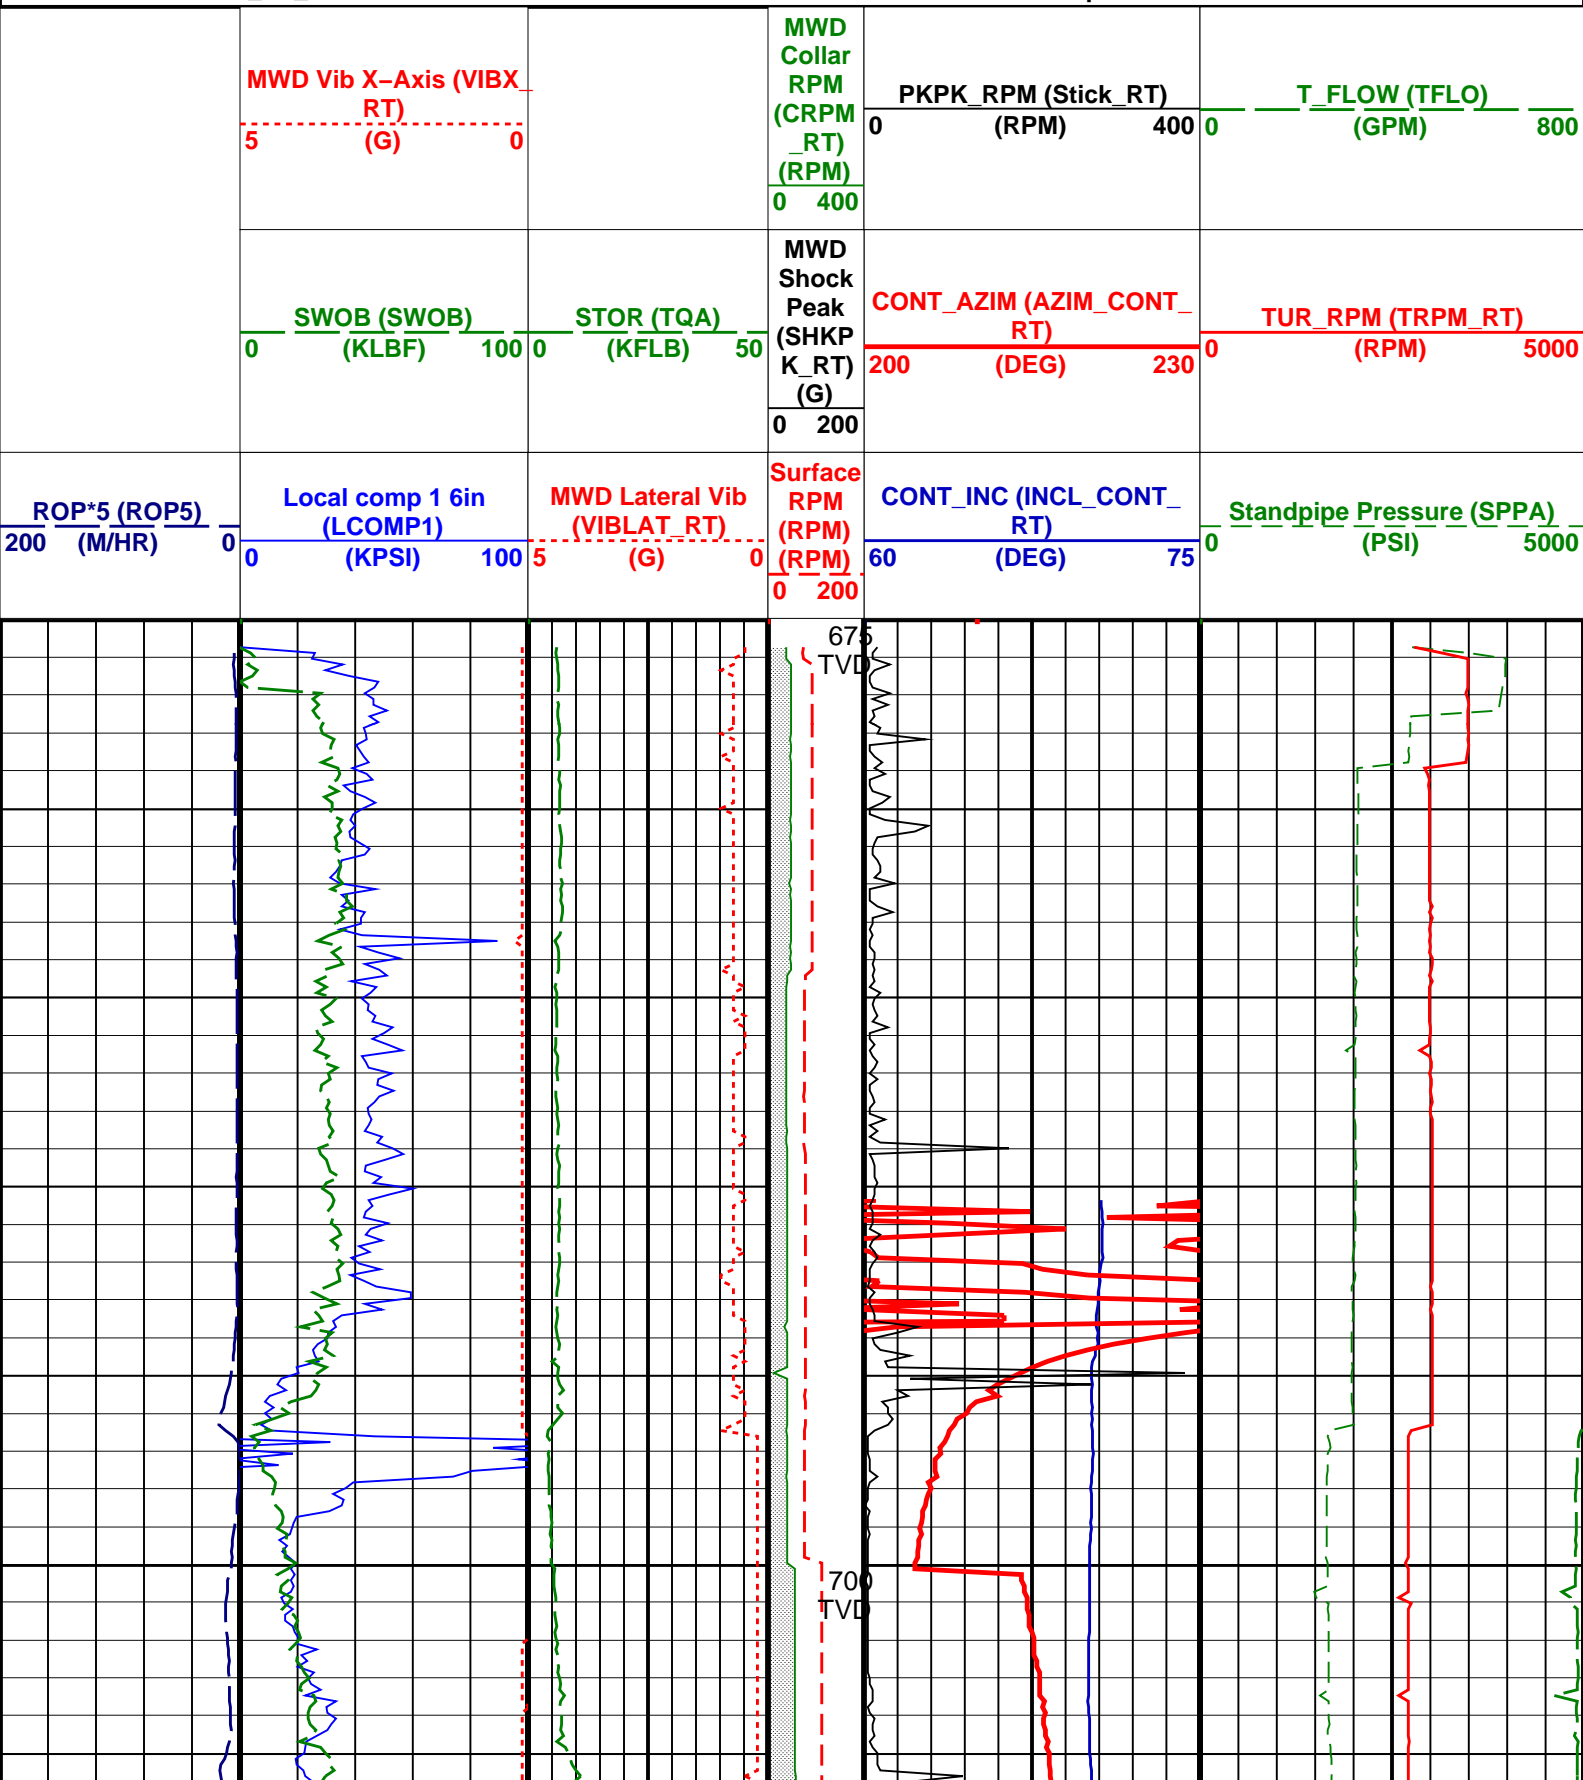 MWD Vib X–Axis (VIBX_
RT)
5 (G) 0
MWD
Collar
RPM
(CRPM
_RT)
(RPM)
0 400
PKPK_RPM (Stick_RT)
0 (RPM) 400
T_FLOW (TFLO)
0 (GPM) 800
SWOB (SWOB)
0 (KLBF) 100
STOR (TQA)
0 (KFLB) 50
MWD
Shock
Peak
(SHKP
K_RT)
(G)
0 200
CONT_AZIM (AZIM_CONT_
RT)
200 (DEG) 230
TUR_RPM (TRPM_RT)
0 (RPM) 5000
ROP*5 (ROP5)
200 (M/HR) 0
Local comp 1 6in
(LCOMP1)
0 (KPSI) 100
MWD Lateral Vib
(VIBLAT_RT)
5 (G) 0
Surface
RPM
(RPM)
(RPM)
0 200
CONT_INC (INCL_CONT_
RT)
60 (DEG) 75
Standpipe Pressure (SPPA)
0 (PSI) 5000
675
TVD
700
TVD